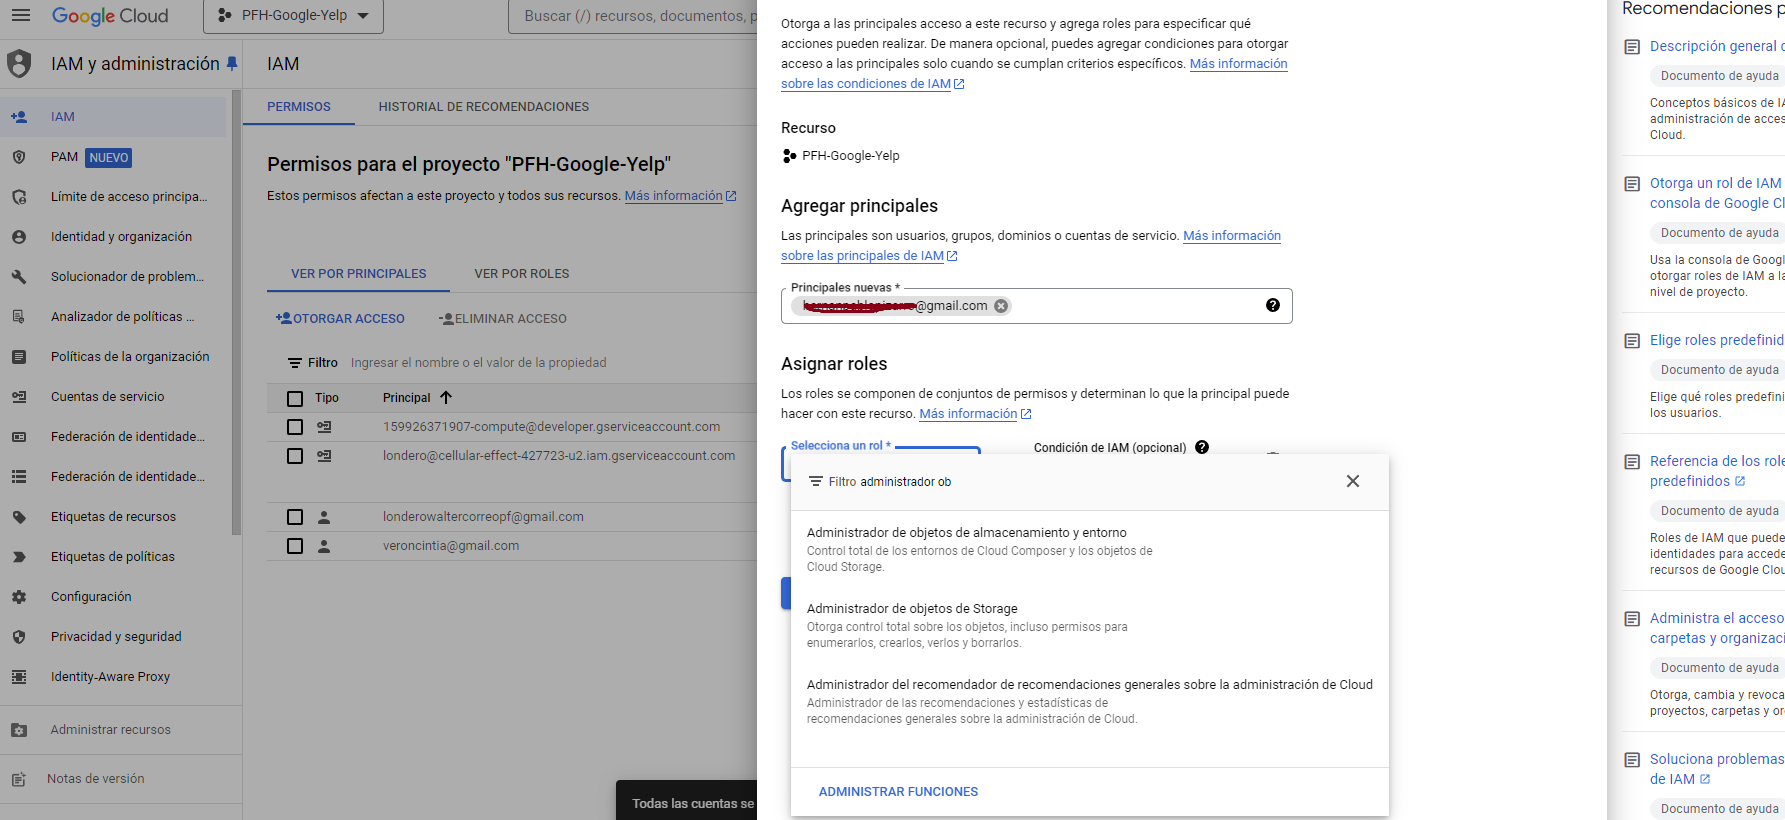 Google Cloud
PFH-Google-Yelp
Buscar (/) recursos, documentos, p
IAM y administración
IAM
PAM NUEVO
Límite de acceso principa...
Identidad y organización
Solucionador de problem...
Analizador de políticas ...
Políticas de la organización
Cuentas de servicio
Federación de identidade...
Federación de identidade...
Etiquetas de recursos
Etiquetas de políticas
Configuración
Privacidad y seguridad
Identity-Aware Proxy
Administrar recursos
Notas de versión
IAM
PERMISOS
HISTORIAL DE RECOMENDACIONES
Permisos para el proyecto "PFH-Google-Yelp"
Estos permisos afectan a este proyecto y todos sus recursos. Más información
VER POR PRINCIPALES
VER POR ROLES
OTORGAR ACCESO
ELIMINAR ACCESO
Filtro Ingresar el nombre o el valor de la propiedad
Tipo Principal
159926371907-compute@developer.gserviceaccount.com
londero@cellular-effect-427723-u2.iam.gserviceaccount.com
londerowaltercorreopf@gmail.com
veroncintia@gmail.com
Todas las cuentas se
Otorga a las principales acceso a este recurso y agrega roles para especificar qué
acciones pueden realizar. De manera opcional, puedes agregar condiciones para otorgar
acceso a las principales solo cuando se cumplan criterios específicos. Más información
sobre las condiciones de IAM
Recurso
PFH-Google-Yelp
Agregar principales
Las principales son usuarios, grupos, dominios o cuentas de servicio. Más información
sobre las principales de IAM
Principales nuevas *
@gmail.com
Asignar roles
Los roles se componen de conjuntos de permisos y determinan lo que la principal puede
hacer con este recurso. Más información
Selecciona un rol *
Condición de IAM (opcional)
Filtro administrador ob
Administrador de objetos de almacenamiento y entorno
Control total de los entornos de Cloud Composer y los objetos de
Cloud Storage.
Administrador de objetos de Storage
Otorga control total sobre los objetos, incluso permisos para
enumerarlos, crearlos, verlos y borrarlos.
Administrador del recomendador de recomendaciones generales sobre la administración de Cloud
Administrador de las recomendaciones y estadísticas de
recomendaciones generales sobre la administración de Cloud.
ADMINISTRAR FUNCIONES
Recomendaciones p
Descripción general d
Documento de ayuda
Conceptos básicos de IA
administración de acces
Cloud.
Otorga un rol de IAM
consola de Google Cl
Documento de ayuda
Usa la consola de Googl
otorgar roles de IAM a la
nivel de proyecto.
Elige roles predefinid
Documento de ayuda
Elige qué roles predefini
los usuarios.
Referencia de los role
predefinidos
Documento de ayuda
Roles de IAM que puede
identidades para accede
recursos de Google Clou
Administra el acceso
carpetas y organizaci
Documento de ayuda
Otorga, cambia y revoca
proyectos, carpetas y or
Soluciona problemas
de IAM
Documento de ayuda